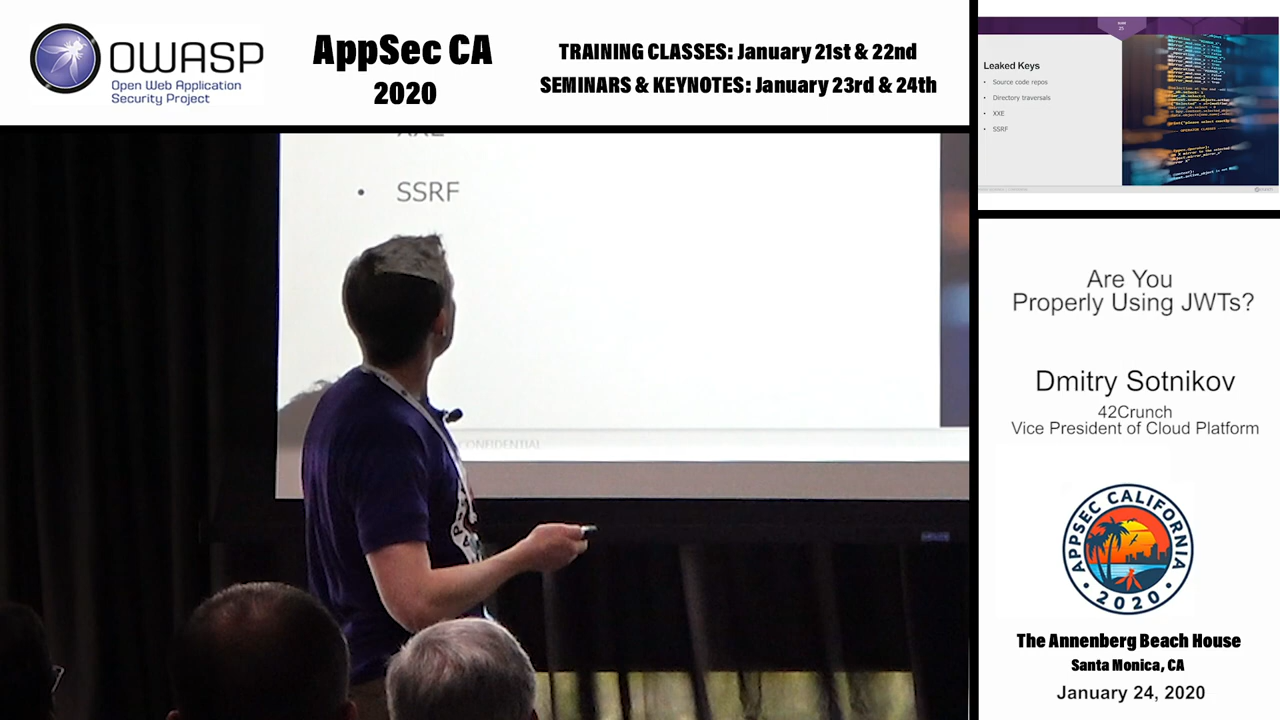 OWASP
Open Web Application
Security Project
AppSec CA
2020
TRAINING CLASSES: January 21st & 22nd
SEMINARS & KEYNOTES: January 23rd & 24th
Leaked Keys
• Source code repos
• Directory traversals
• XXE
• SSRF
XXE
• SSRF
CONFIDENTIAL
Are You
Properly Using JWTs?
Dmitry Sotnikov
42Crunch
Vice President of Cloud Platform
APPSEC CALIFORNIA
• 2020 •
The Annenberg Beach House
Santa Monica, CA
January 24, 2020